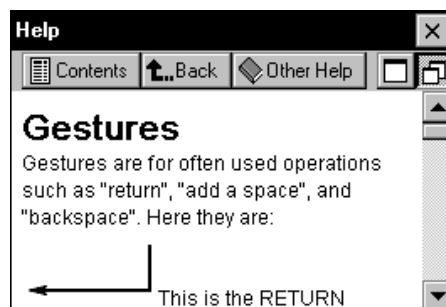 Help
Contents
Back
Other Help
Gestures
Gestures are for often used operations
such as "return", "add a space", and
"backspace". Here they are:
This is the RETURN